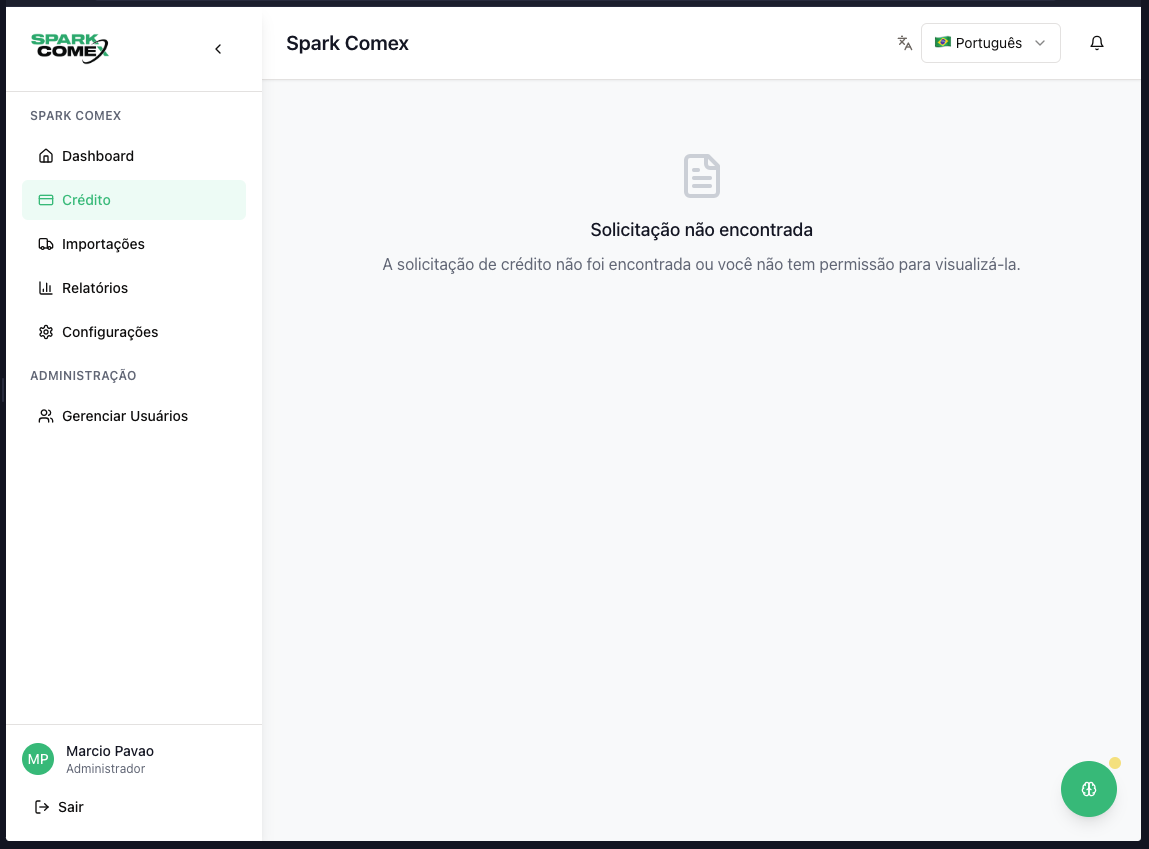 SPARK
COMEX
Spark Comex
Português
SPARK COMEX
Dashboard
Crédito
Importações
Relatórios
Configurações
ADMINISTRAÇÃO
Gerenciar Usuários
Solicitação não encontrada
A solicitação de crédito não foi encontrada ou você não tem permissão para visualizá-la.
MP
Marcio Pavao
Administrador
Sair